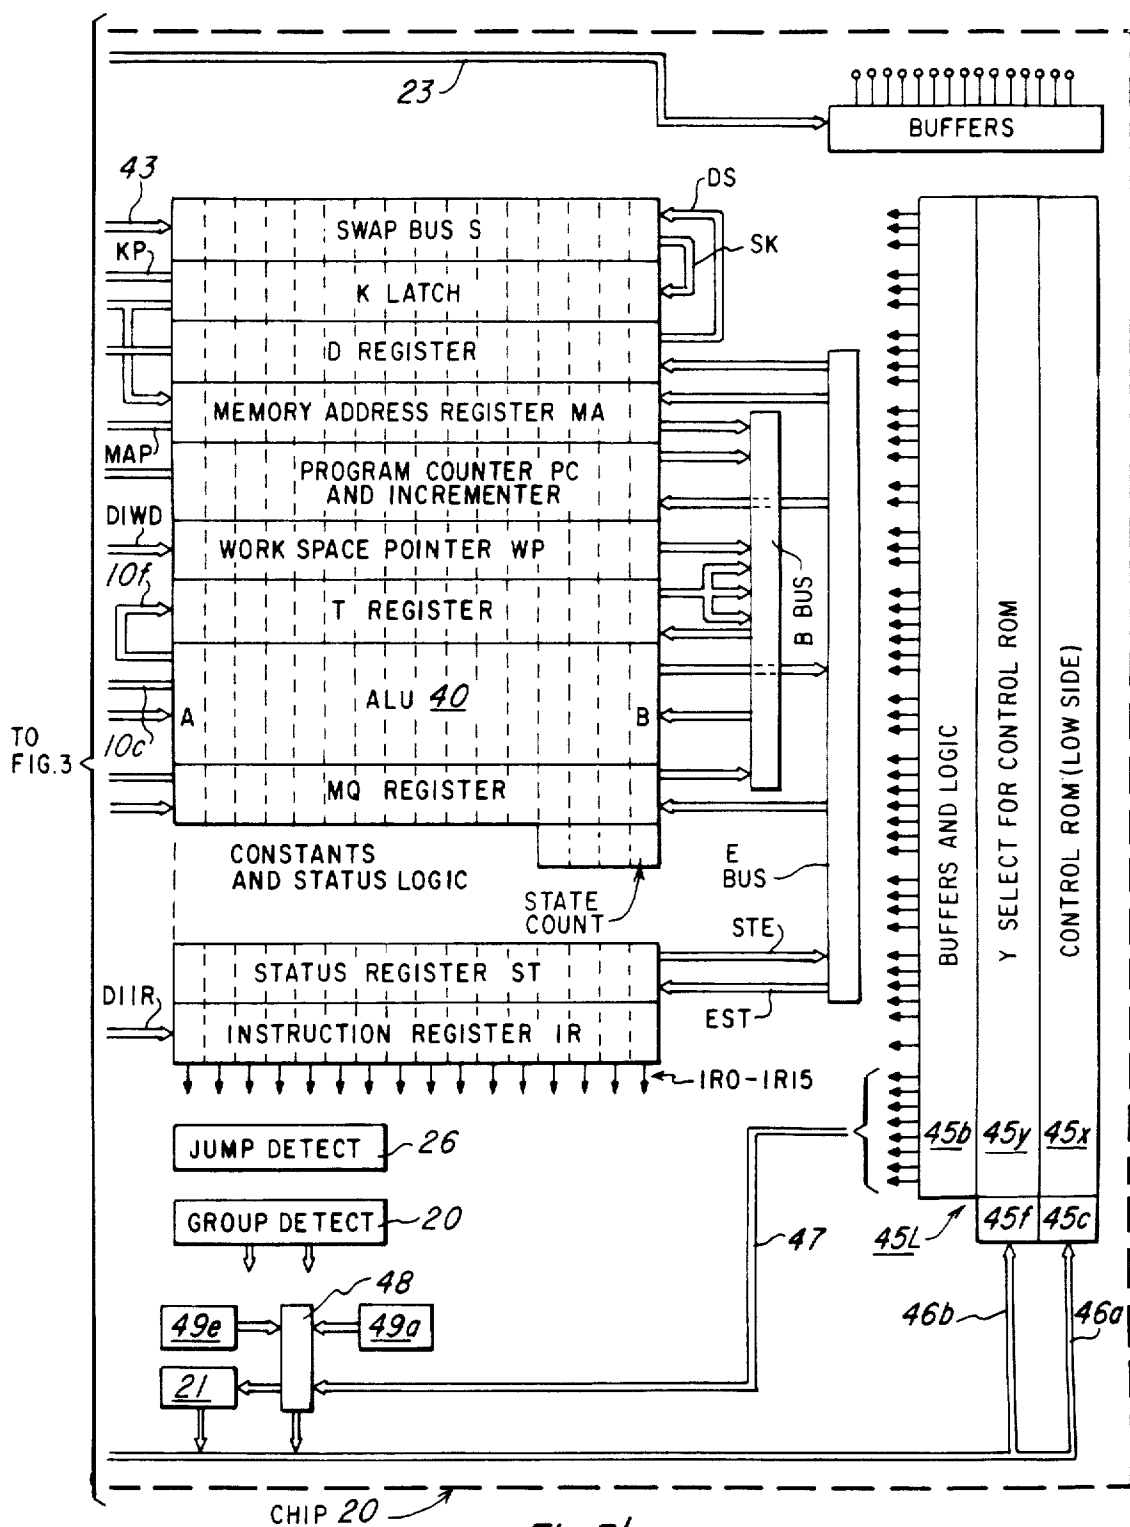 23
BUFFERS
43
DS
SWAP BUS S
SK
KP
K LATCH
D REGISTER
MEMORY ADDRESS REGISTER MA
MAP
PROGRAM COUNTER PC
AND INCREMENTER
DIWD
WORK SPACE POINTER WP
10f
T REGISTER
B BUS
ALU 40
A
B
10c
TO
FIG.3
MQ REGISTER
CONSTANTS
AND STATUS LOGIC
STATE
COUNT
E
BUS
STE
STATUS REGISTER ST
DIIR
EST
INSTRUCTION REGISTER IR
IR0-IR15
BUFFERS AND LOGIC
Y SELECT FOR CONTROL ROM
CONTROL ROM (LOW SIDE)
JUMP DETECT
26
45b
45y
45x
GROUP DETECT
20
45L
45f
45c
47
48
49e
49a
46b
46a
21
CHIP 20